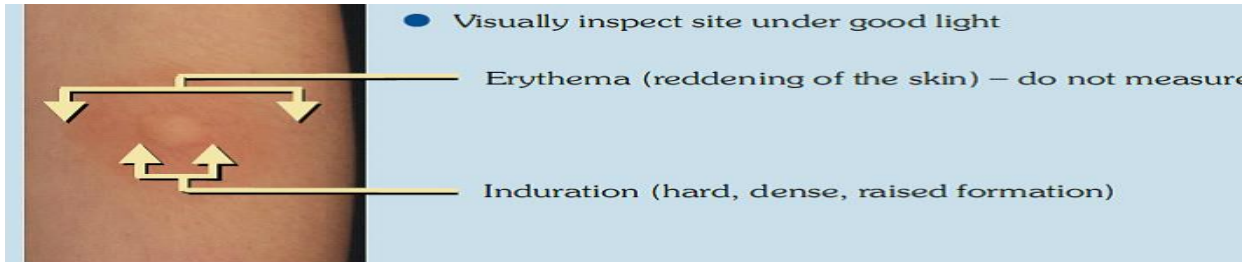 ● Visually inspect site under good light
Erythema (reddening of the skin) – do not measure
Induration (hard, dense, raised formation)